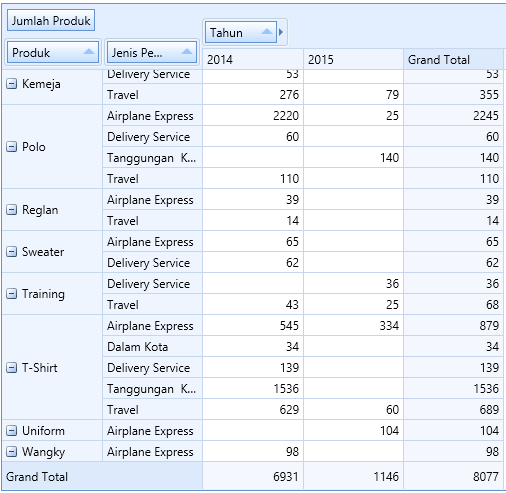 Jumlah Produk
Tahun
Produk Jenis Pe...
2014 2015 Grand Total
Kemeja Delivery Service 53 53
Travel 276 79 355
Polo Airplane Express 2220 25 2245
Delivery Service 60 60
Tanggungan K... 140 140
Travel 110 110
Reglan Airplane Express 39 39
Travel 14 14
Sweater Airplane Express 65 65
Delivery Service 62 62
Training Delivery Service 36 36
Travel 43 25 68
T-Shirt Airplane Express 545 334 879
Dalam Kota 34 34
Delivery Service 139 139
Tanggungan K... 1536 1536
Travel 629 60 689
Uniform Airplane Express 104 104
Wangky Airplane Express 98 98
Grand Total 6931 1146 8077